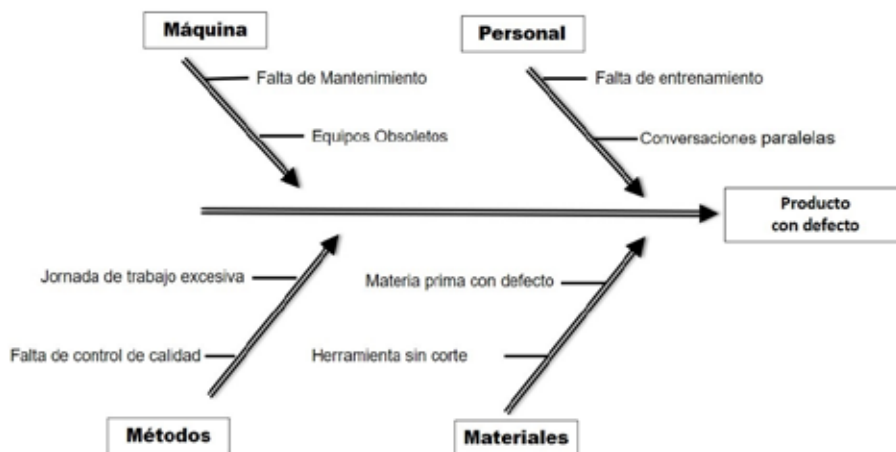 Máquina
Personal
Falta de Mantenimiento
Falta de entrenamiento
Equipos Obsoletos
Conversaciones paralelas
Producto
con defecto
Jornada de trabajo excesiva
Materia prima con defecto
Falta de control de calidad
Herramienta sin corte
Métodos
Materiales